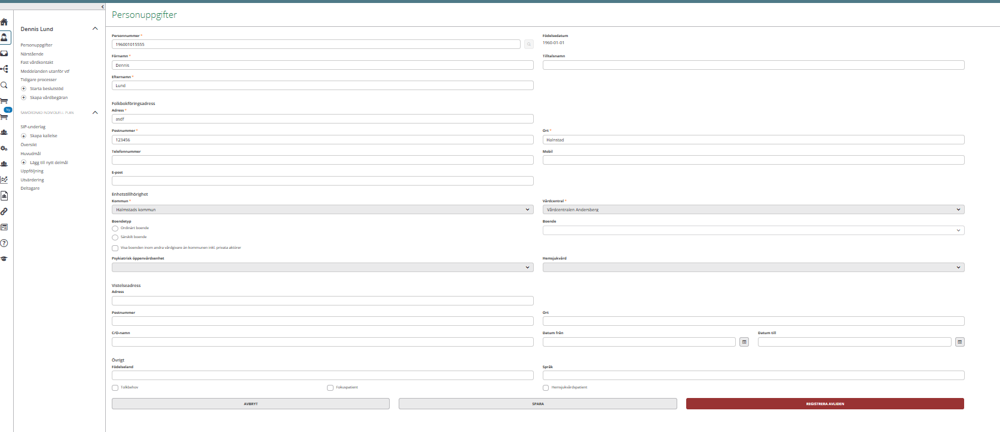 Personuppgifter
Dennis Lund
Personuppgifter
Närstående
Fast vårdkontakt
Meddelanden utanför vtf
Tidigare processer
Starta beslutstöd
Skapa vårdbegäran
Ny
SAMORDNAD INDIVIDUELL PLAN
SIP-underlag
Skapa kallelse
Översikt
Huvudmål
Lägg till nytt delmål
Uppföljning
Utvärdering
Deltagare
Personnummer *
196001015555
Födelsedatum
1960-01-01
Förnamn *
Dennis
Tilltalsnamn
Efternamn *
Lund
Folkbokföringsadress
Adress *
asdf
Postnummer *
123456
Ort *
Halnstad
Telefonnummer
Mobil
E-post
Enhetstillhörighet
Kommun *
Halmstads kommun
Vårdcentral *
Vårdcentralen Andersberg
Boendetyp
Ordinärt boende
Särskilt boende
Boende
Visa boenden inom andra vårdgivare än kommunen inkl. privata aktörer
Psykiatrisk öppenvårdsenhet
Hemsjukvård
Vistelseadress
Adress
Postnummer
Ort
C/O-namn
Datum från
Datum till
Övrigt
Födelseland
Språk
Tolkbehov
Fokuspatient
Hemsjukvårdspatient
AVBRYT
SPARA
REGISTRERA AVLIDEN